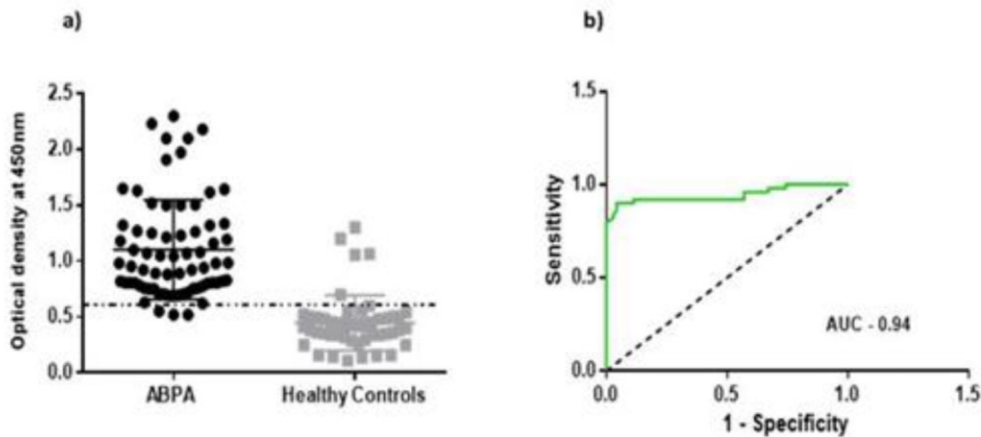 a)
Optical density at 450nm
2.5
2.0
1.5
1.0
0.5
0.0
ABPA
Healthy Controls
b)
Sensitivity
1.5
1.0
0.5
0.0
AUC - 0.94
0.0
0.5
1.0
1.5
1 - Specificity